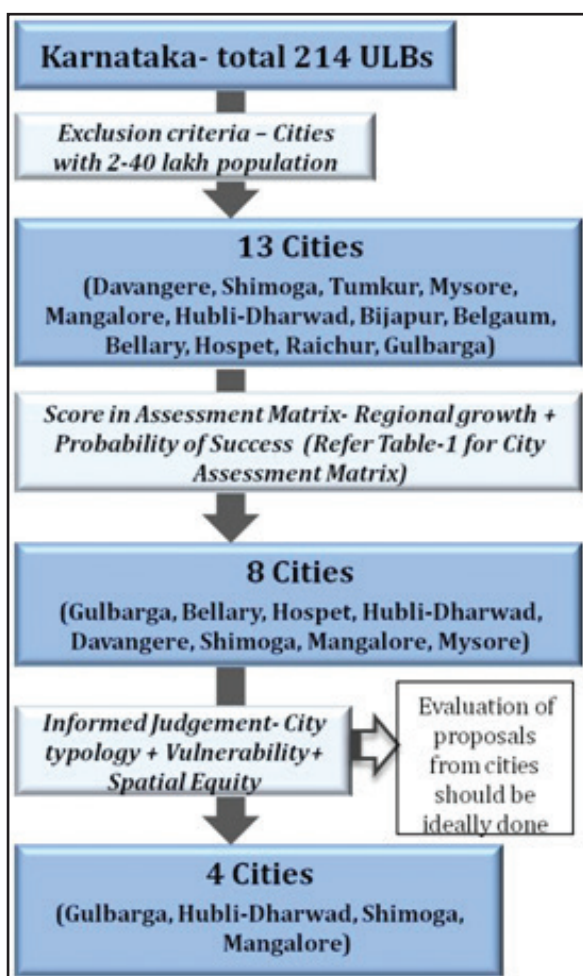 Karnataka- total 214 ULBs
Exclusion criteria – Cities
with 2-40 lakh population
13 Cities
(Davangere, Shimoga, Tumkur, Mysore,
Mangalore, Hubli-Dharwad, Bijapur, Belgaum,
Bellary, Hospet, Raichur, Gulbarga)
Score in Assessment Matrix- Regional growth +
Probability of Success (Refer Table-1 for City
Assessment Matrix)
8 Cities
(Gulbarga, Bellary, Hospet, Hubli-Dharwad,
Davangere, Shimoga, Mangalore, Mysore)
Informed Judgement- City
typology + Vulnerability+
Spatial Equity
Evaluation of
proposals
from cities
should be
ideally done
4 Cities
(Gulbarga, Hubli-Dharwad, Shimoga,
Mangalore)